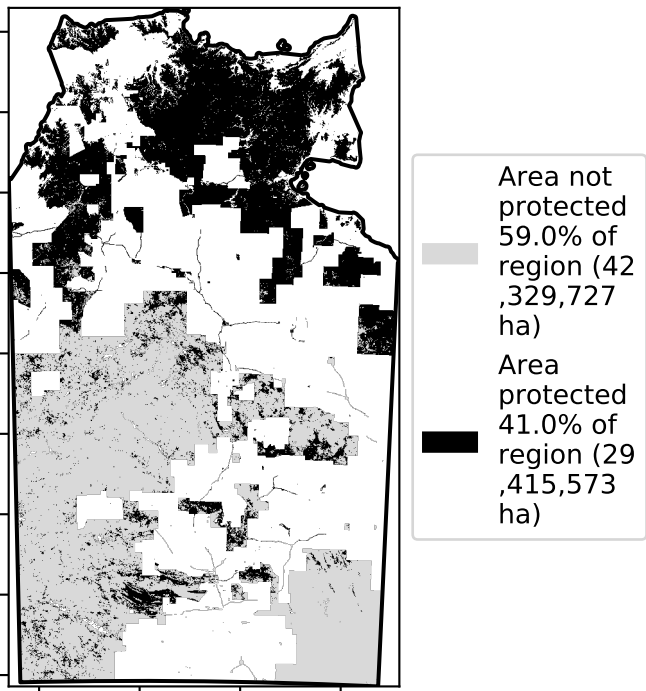 Area not
protected
59.0% of
region (42
,329,727
ha)
Area
protected
41.0% of
region (29
,415,573
ha)